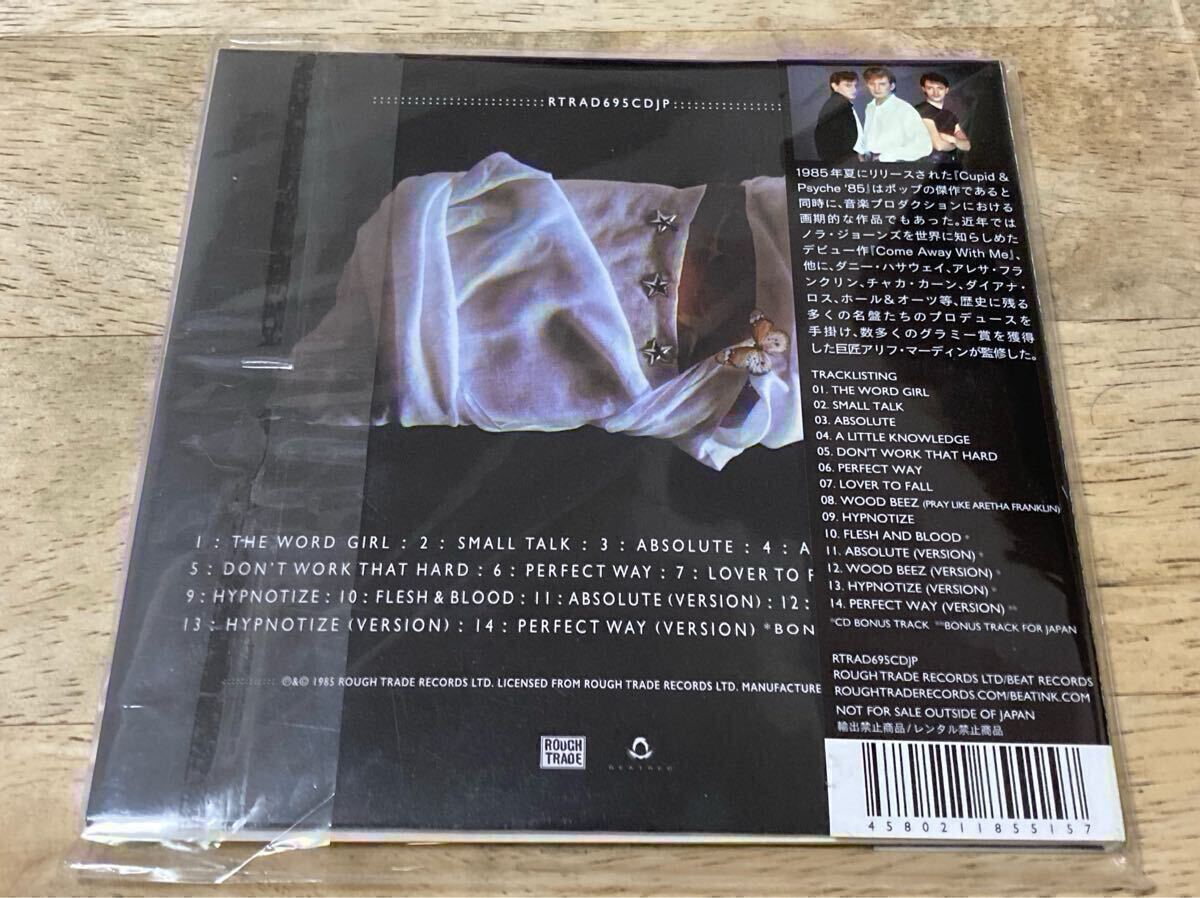 RTRAD695CDJP
1 : THE WORD GIRL : 2 : SMALL TALK : 3 : ABSOLUTE : 4 : A
5 : DON'T WORK THAT HARD : 6 : PERFECT WAY : 7 : LOVER TO F
9 : HYPNOTIZE : 10 : FLESH & BLOOD : 11 : ABSOLUTE (VERSION) : 12 :
13 : HYPNOTIZE (VERSION) : 14 : PERFECT WAY (VERSION) *BON
℗&© 1985 ROUGH TRADE RECORDS LTD. LICENSED FROM ROUGH TRADE RECORDS LTD. MANUFACTURE
ROUGH
TRADE
BEATINK
1985年夏にリリースされた『Cupid &
Psyche '85』はポップの傑作であると
同時に、音楽プロダクションにおける
画期的な作品でもあった。近年では
ノラ・ジョーンズを世界に知らしめた
デビュー作『Come Away With Me』、
他に、ダニー・ハサウェイ、アレサ・フラ
ンクリン、チャカ・カーン、ダイアナ・
ロス、ホール&オーツ等、歴史に残る
多くの名盤たちのプロデュースを
手掛け、数多くのグラミー賞を獲得
した巨匠アリフ・マーディンが監修した。
TRACKLISTING
01. THE WORD GIRL
02. SMALL TALK
03. ABSOLUTE
04. A LITTLE KNOWLEDGE
05. DON'T WORK THAT HARD
06. PERFECT WAY
07. LOVER TO FALL
08. WOOD BEEZ (PRAY LIKE ARETHA FRANKLIN)
09. HYPNOTIZE
10. FLESH AND BLOOD *
11. ABSOLUTE (VERSION) *
12. WOOD BEEZ (VERSION) *
13. HYPNOTIZE (VERSION) *
14. PERFECT WAY (VERSION) **
*CD BONUS TRACK **BONUS TRACK FOR JAPAN
RTRAD695CDJP
ROUGH TRADE RECORDS LTD/BEAT RECORDS
ROUGHTRADERECORDS.COM/BEATINK.COM
NOT FOR SALE OUTSIDE OF JAPAN
輸出禁止商品/レンタル禁止商品
4580211855157